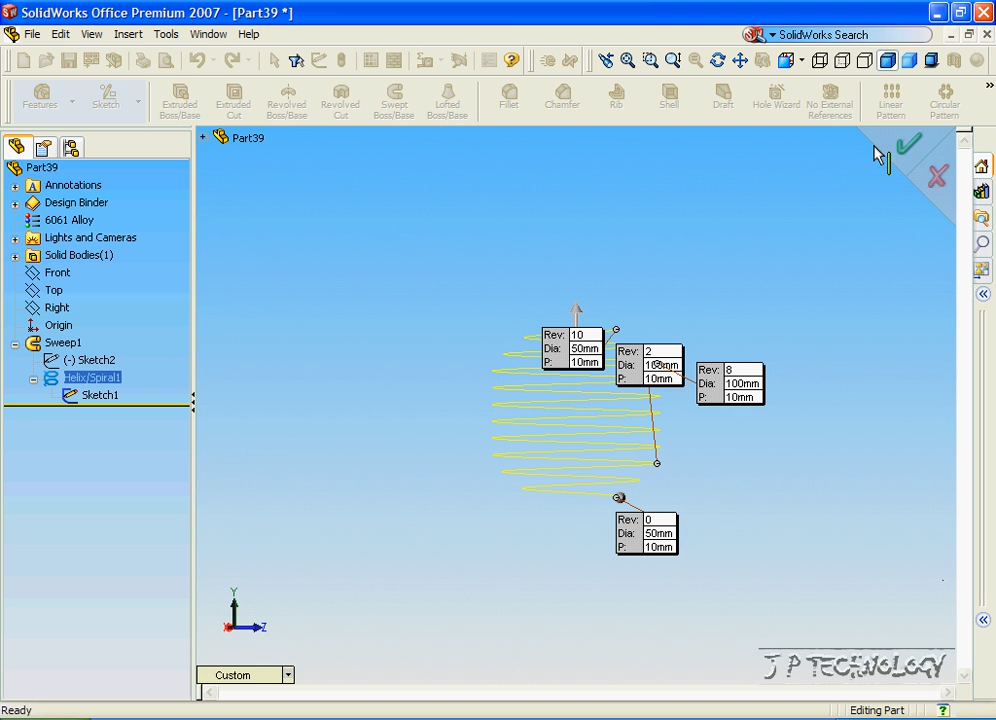 SolidWorks Office Premium 2007 - [Part39 *]
File Edit View Insert Tools Window Help
SolidWorks Search
Features Sketch Extruded Boss/Base Extruded Cut Revolved Boss/Base Revolved Cut Swept Boss/Base Lofted Boss/Base Fillet Chamfer Rib Shell Draft Hole Wizard No External References Linear Pattern Circular Pattern
Part39
Part39
Annotations
Design Binder
6061 Alloy
Lights and Cameras
Solid Bodies(1)
Front
Top
Right
Origin
Sweep1
(-) Sketch2
Helix/Spiral1
Sketch1
Rev: 10
Dia: 50mm
P: 10mm
Rev: 2
Dia: 100mm
P: 10mm
Rev: 8
Dia: 100mm
P: 10mm
Rev: 0
Dia: 50mm
P: 10mm
Y
X Z
Custom
J P TECHNOLOGY
Ready
Editing Part